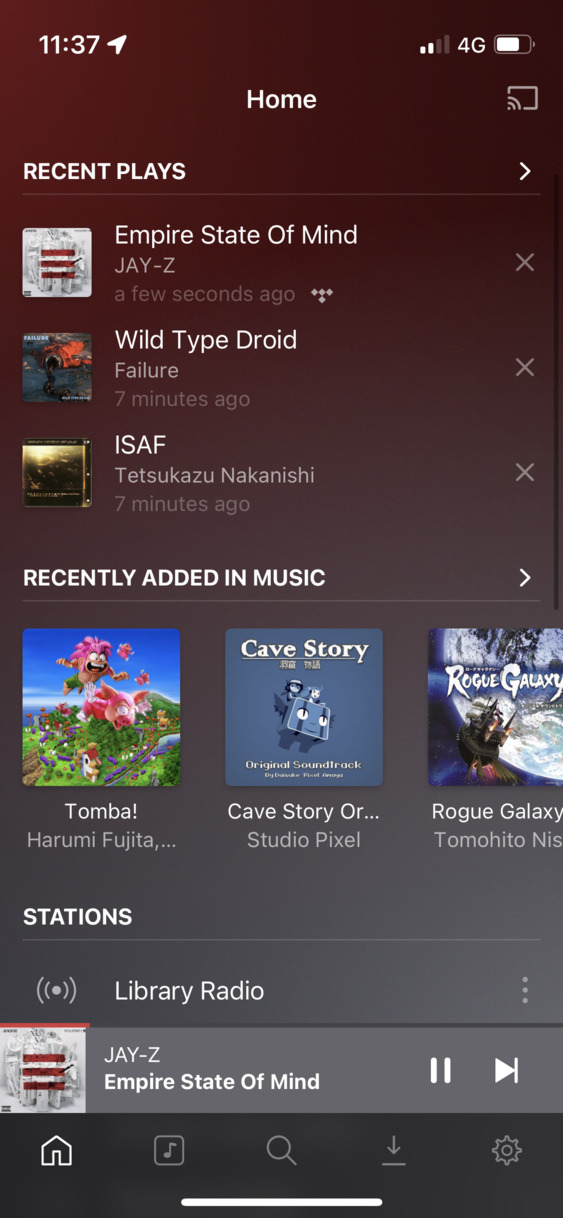 11:37
4G
Home
RECENT PLAYS
Empire State Of Mind
JAY-Z
a few seconds ago
Wild Type Droid
Failure
7 minutes ago
FAILURE
ISAF
Tetsukazu Nakanishi
7 minutes ago
RECENTLY ADDED IN MUSIC
Cave Story
洞窟 物語
Original Soundtrack
By Daisuke Pixel Amaya
ROGUE GALAXY
Tomba!
Harumi Fujita,...
Cave Story Or...
Studio Pixel
Rogue Galaxy
Tomohito Nis
STATIONS
Library Radio
JAY-Z
Empire State Of Mind